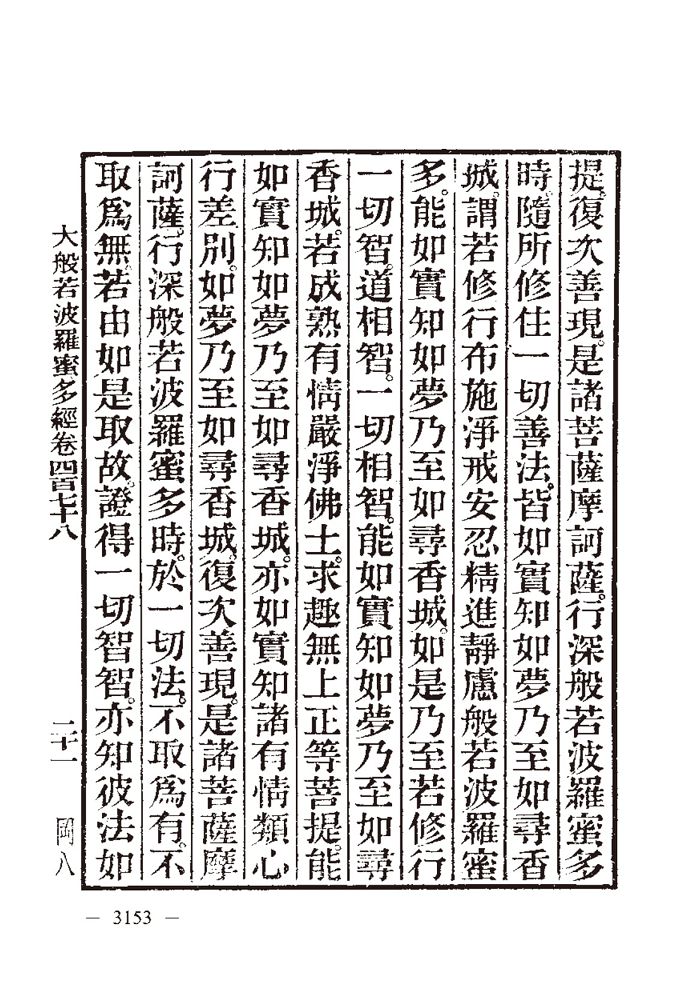 提。復次善現。是諸菩薩摩訶薩。行深般若波羅蜜多
時。隨所修住一切善法。皆如實知如夢乃至如尋香
城。謂若修行布施淨戒安忍精進靜慮般若波羅蜜
多。能如實知如夢乃至如尋香城。如是乃至若修行
一切智。道相智。一切相智。能如實知如夢乃至如尋
香城。若成熟有情嚴淨佛土。求趣無上正等菩提。能
如實知如夢乃至如尋香城。亦如實知諸有情類心
行差別。如夢乃至如尋香城。復次善現。是諸菩薩摩
訶薩。行深般若波羅蜜多時。於一切法。不取爲有。不
取爲無。若由如是取故。證得一切智智。亦知彼法如
大般若波羅蜜多經卷四百七十八 二十一 岡八
— 3153 —